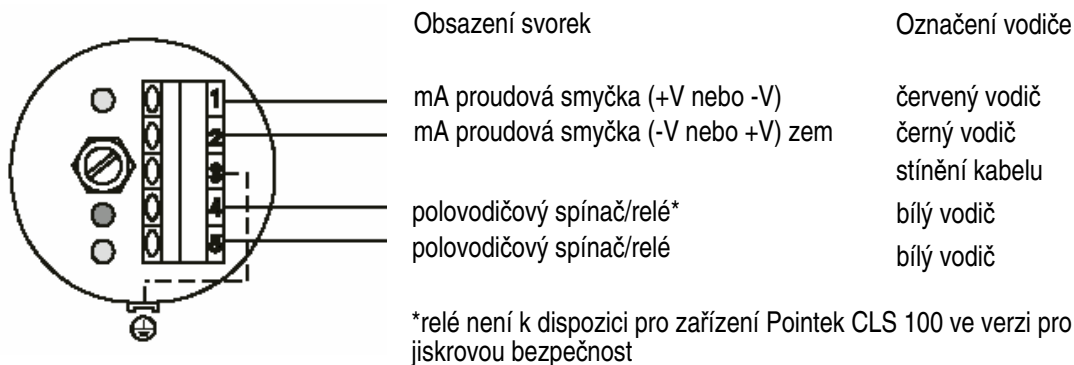 Obsazení svorek Označení vodiče
1 mA proudová smyčka (+V nebo -V) červený vodič
2 mA proudová smyčka (-V nebo +V) zem černý vodič
3 stínění kabelu
4 polovodičový spínač/relé* bílý vodič
5 polovodičový spínač/relé bílý vodič
*relé není k dispozici pro zařízení Pointek CLS 100 ve verzi pro
jiskrovou bezpečnost